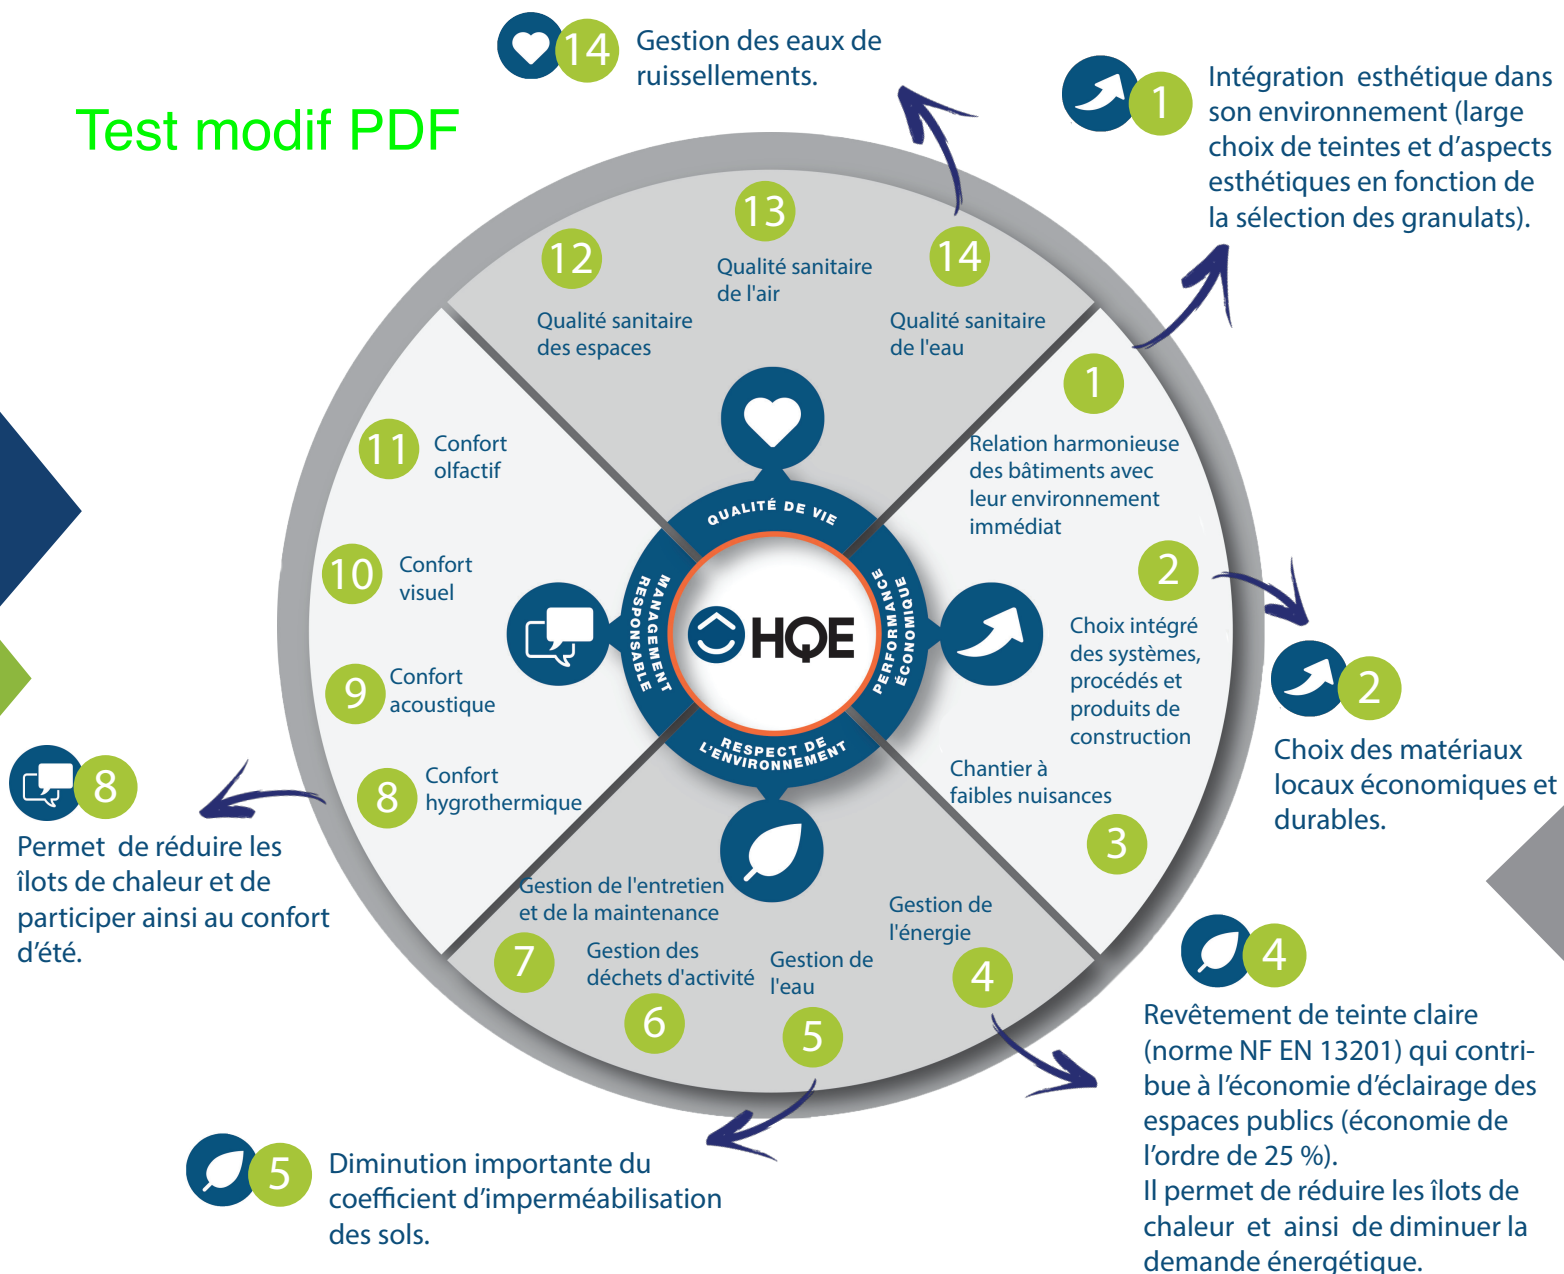 Test modif PDF
14
Gestion des eaux de
ruissellements.
1
Intégration esthétique dans
son environnement (large
choix de teintes et d’aspects
esthétiques en fonction de
la sélection des granulats).
12
Qualité sanitaire
des espaces
13
Qualité sanitaire
de l'air
14
Qualité sanitaire
de l'eau
1
Relation harmonieuse
des bâtiments avec
leur environnement
immédiat
2
Choix intégré
des systèmes,
procédés et
produits de
construction
Chantier à
faibles nuisances
3
11
Confort
olfactif
10
Confort
visuel
9
Confort
acoustique
8
Confort
hygrothermique
QUALITÉ DE VIE
MANAGEMENT
RESPONSABLE
HQE
PERFORMANCE
ÉCONOMIQUE
RESPECT DE
L'ENVIRONNEMENT
Gestion de l'entretien
et de la maintenance
7
Gestion des
déchets d'activité
6
Gestion de
l'eau
5
Gestion de
l'énergie
4
2
Choix des matériaux
locaux économiques et
durables.
8
Permet de réduire les
îlots de chaleur et de
participer ainsi au confort
d’été.
4
Revêtement de teinte claire
(norme NF EN 13201) qui contri-
bue à l’économie d’éclairage des
espaces publics (économie de
l’ordre de 25 %).
Il permet de réduire les îlots de
chaleur et ainsi de diminuer la
demande énergétique.
5
Diminution importante du
coefficient d’imperméabilisation
des sols.